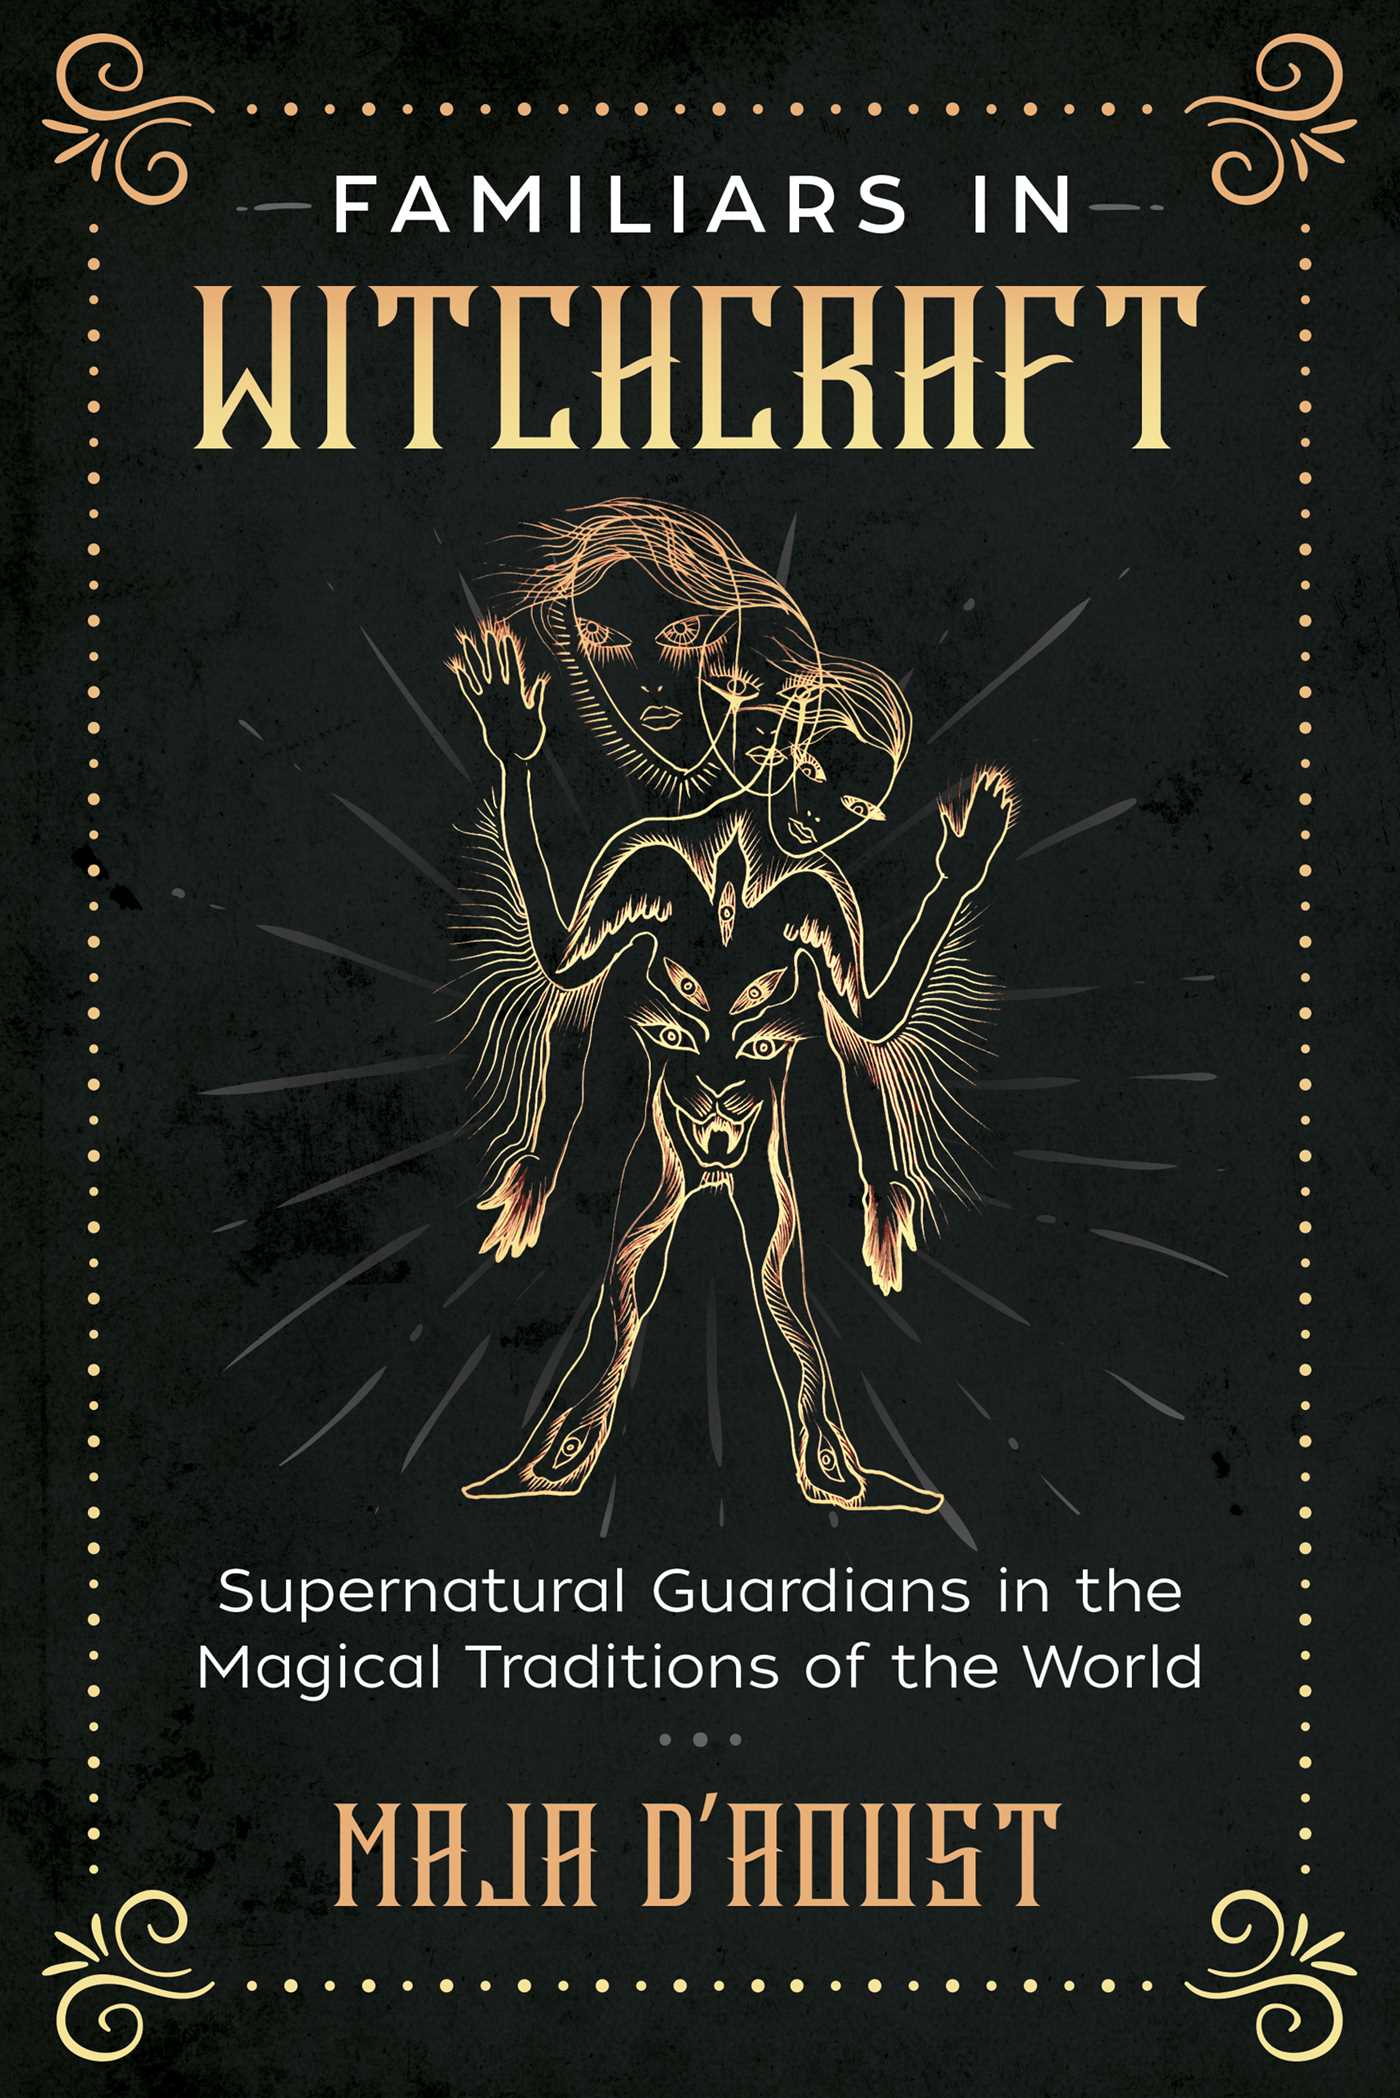 FAMILIARS IN
WITCHCRAFT
Supernatural Guardians in the
Magical Traditions of the World
MAJA D'AOUST